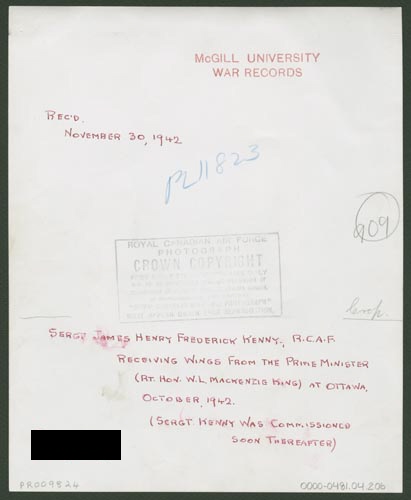 McGILL UNIVERSITY
WAR RECORDS
REC'D.
NOVEMBER 30, 1942
PL11823
909
ROYAL CANADIAN AIR FORCE
PHOTOGRAPH
CROWN COPYRIGHT
Crop.
SERGT JAMES HENRY FREDERICK KENNY, R.C.A.F.
RECEIVING WINGS FROM THE PRIME MINISTER
(RT. HON. W.L. MACKENZIE KING) AT OTTAWA,
OCTOBER, 1942.
(SERGT. KENNY WAS COMMISSIONED
SOON THEREAFTER)
PR009824
0000-0481.04.206